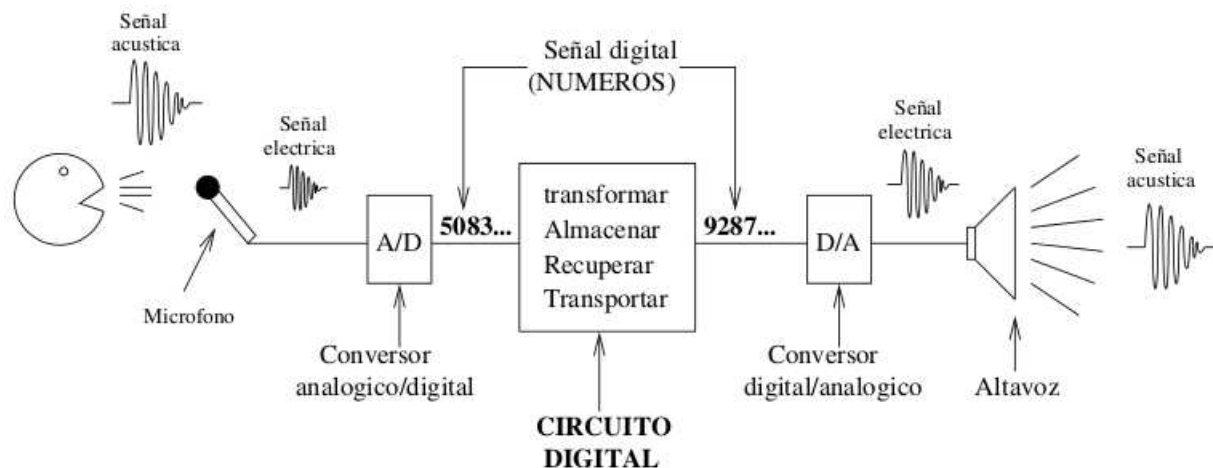 Señal
acustica
Señal digital
(NUMEROS)
Señal
electrica
Señal
electrica
Señal
acustica
A/D
5083...
transformar
Almacenar
Recuperar
Transportar
9287...
D/A
Microfono
Conversor
analogico/digital
Conversor
digital/analogico
Altavoz
CIRCUITO
DIGITAL